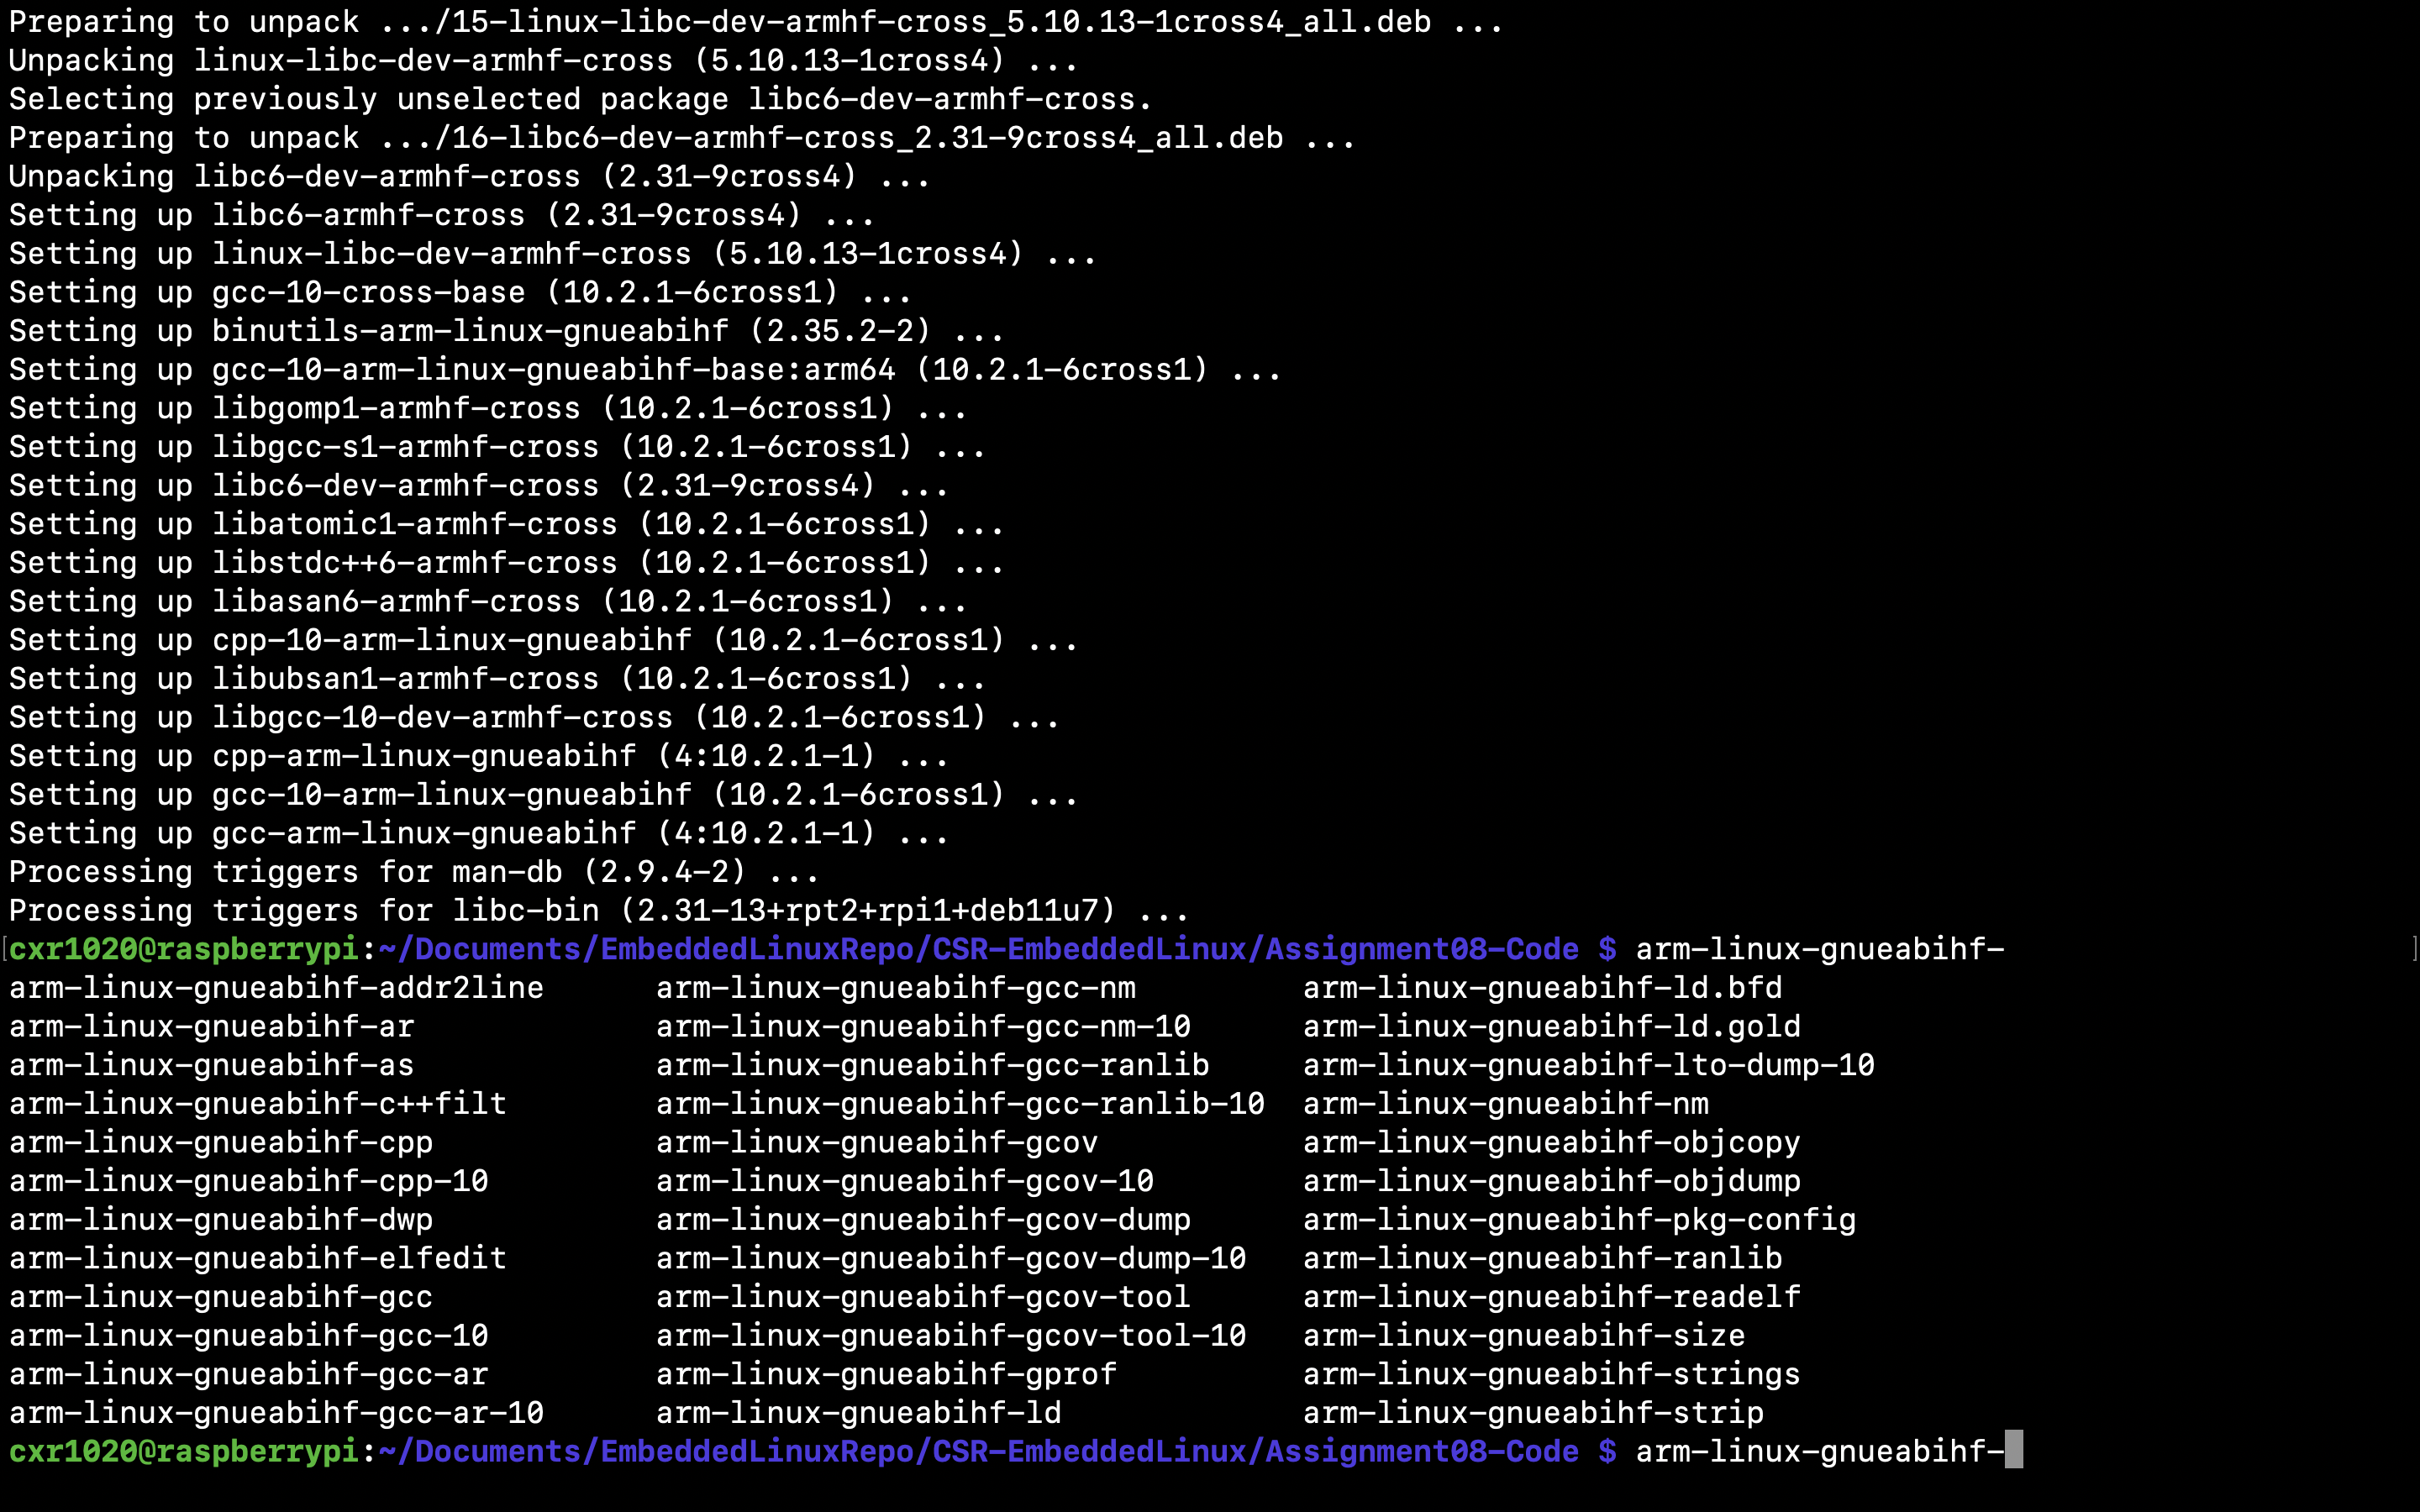 Preparing to unpack .../15-linux-libc-dev-armhf-cross_5.10.13-1cross4_all.deb ...
Unpacking linux-libc-dev-armhf-cross (5.10.13-1cross4) ...
Selecting previously unselected package libc6-dev-armhf-cross.
Preparing to unpack .../16-libc6-dev-armhf-cross_2.31-9cross4_all.deb ...
Unpacking libc6-dev-armhf-cross (2.31-9cross4) ...
Setting up libc6-armhf-cross (2.31-9cross4) ...
Setting up linux-libc-dev-armhf-cross (5.10.13-1cross4) ...
Setting up gcc-10-cross-base (10.2.1-6cross1) ...
Setting up binutils-arm-linux-gnueabihf (2.35.2-2) ...
Setting up gcc-10-arm-linux-gnueabihf-base:arm64 (10.2.1-6cross1) ...
Setting up libgomp1-armhf-cross (10.2.1-6cross1) ...
Setting up libgcc-s1-armhf-cross (10.2.1-6cross1) ...
Setting up libc6-dev-armhf-cross (2.31-9cross4) ...
Setting up libatomic1-armhf-cross (10.2.1-6cross1) ...
Setting up libstdc++6-armhf-cross (10.2.1-6cross1) ...
Setting up libasan6-armhf-cross (10.2.1-6cross1) ...
Setting up cpp-10-arm-linux-gnueabihf (10.2.1-6cross1) ...
Setting up libubsan1-armhf-cross (10.2.1-6cross1) ...
Setting up libgcc-10-dev-armhf-cross (10.2.1-6cross1) ...
Setting up cpp-arm-linux-gnueabihf (4:10.2.1-1) ...
Setting up gcc-10-arm-linux-gnueabihf (10.2.1-6cross1) ...
Setting up gcc-arm-linux-gnueabihf (4:10.2.1-1) ...
Processing triggers for man-db (2.9.4-2) ...
Processing triggers for libc-bin (2.31-13+rpt2+rpi1+deb11u7) ...
cxr1020@raspberrypi:~/Documents/EmbeddedLinuxRepo/CSR-EmbeddedLinux/Assignment08-Code $ arm-linux-gnueabihf-
arm-linux-gnueabihf-addr2line arm-linux-gnueabihf-gcc-nm arm-linux-gnueabihf-ld.bfd
arm-linux-gnueabihf-ar arm-linux-gnueabihf-gcc-nm-10 arm-linux-gnueabihf-ld.gold
arm-linux-gnueabihf-as arm-linux-gnueabihf-gcc-ranlib arm-linux-gnueabihf-lto-dump-10
arm-linux-gnueabihf-c++filt arm-linux-gnueabihf-gcc-ranlib-10 arm-linux-gnueabihf-nm
arm-linux-gnueabihf-cpp arm-linux-gnueabihf-gcov arm-linux-gnueabihf-objcopy
arm-linux-gnueabihf-cpp-10 arm-linux-gnueabihf-gcov-10 arm-linux-gnueabihf-objdump
arm-linux-gnueabihf-dwp arm-linux-gnueabihf-gcov-dump arm-linux-gnueabihf-pkg-config
arm-linux-gnueabihf-elfedit arm-linux-gnueabihf-gcov-dump-10 arm-linux-gnueabihf-ranlib
arm-linux-gnueabihf-gcc arm-linux-gnueabihf-gcov-tool arm-linux-gnueabihf-readelf
arm-linux-gnueabihf-gcc-10 arm-linux-gnueabihf-gcov-tool-10 arm-linux-gnueabihf-size
arm-linux-gnueabihf-gcc-ar arm-linux-gnueabihf-gprof arm-linux-gnueabihf-strings
arm-linux-gnueabihf-gcc-ar-10 arm-linux-gnueabihf-ld arm-linux-gnueabihf-strip
cxr1020@raspberrypi:~/Documents/EmbeddedLinuxRepo/CSR-EmbeddedLinux/Assignment08-Code $ arm-linux-gnueabihf-